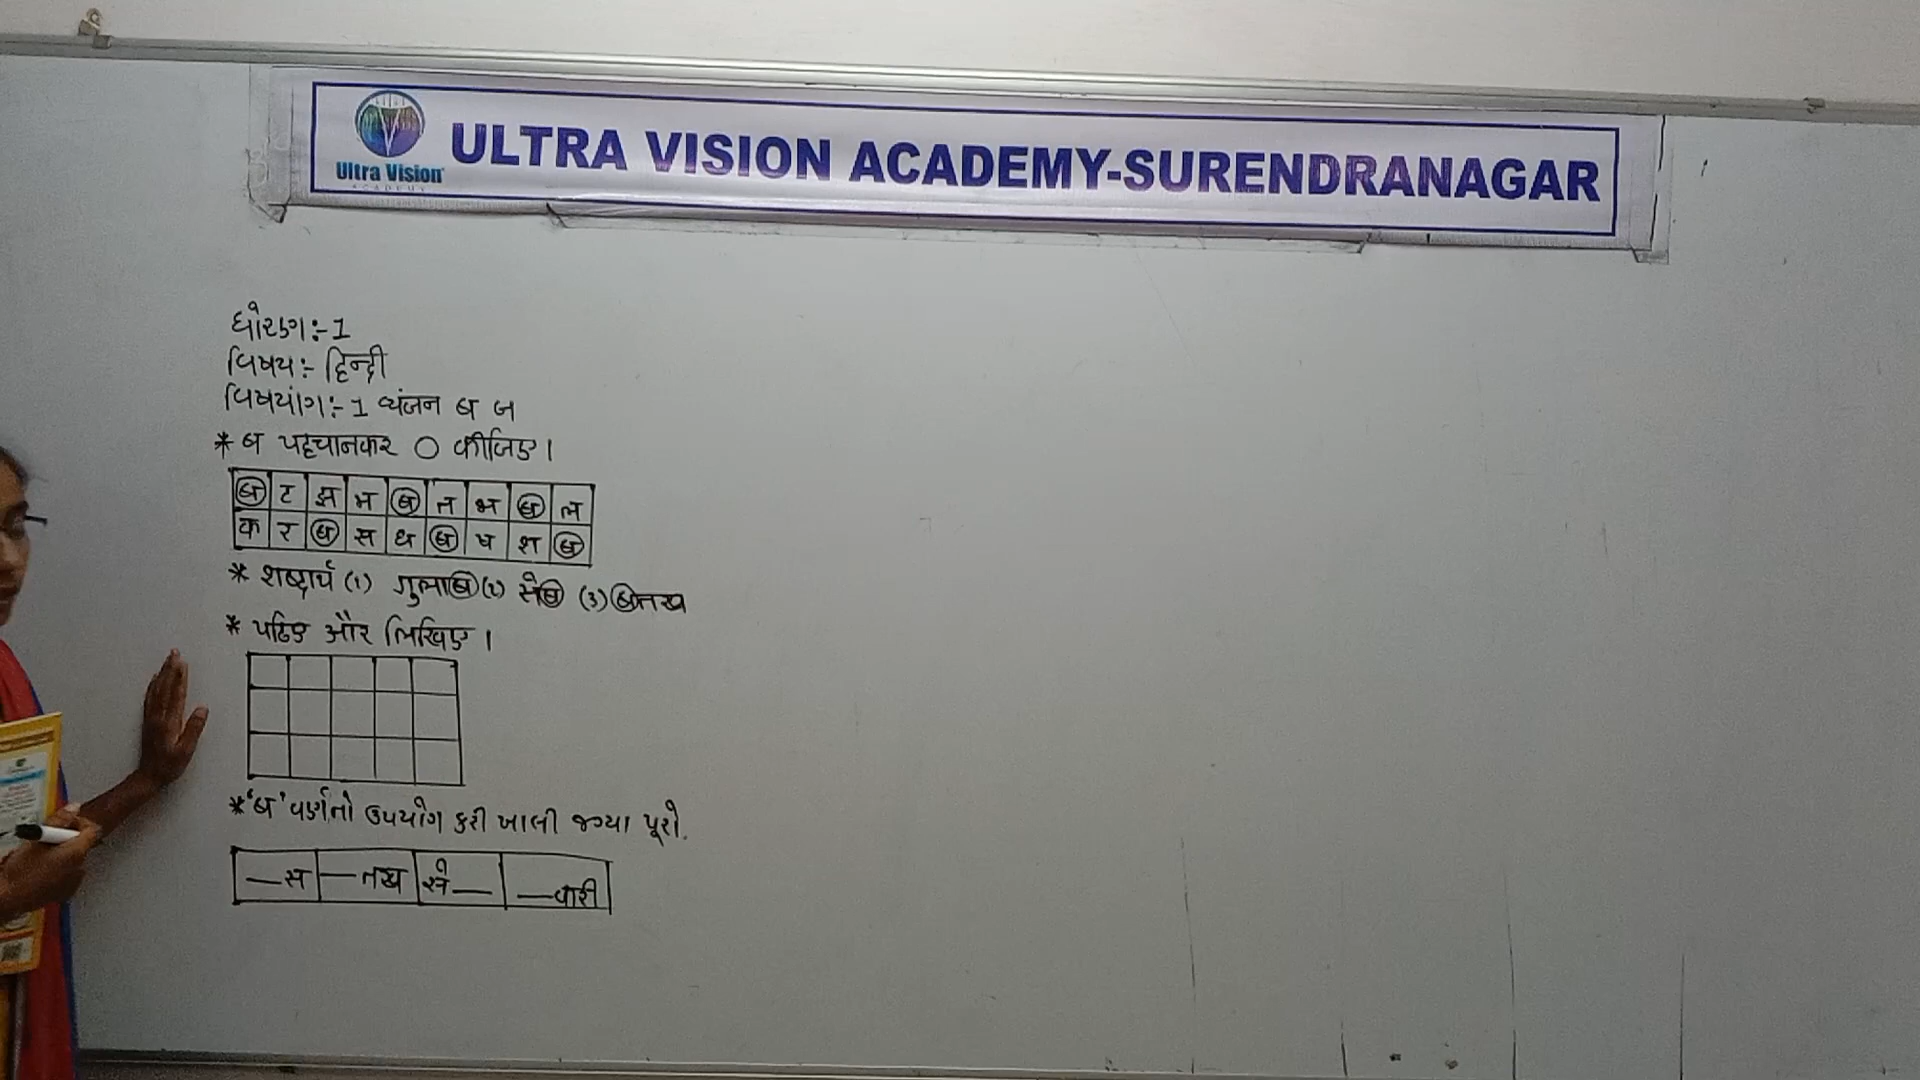 Ultra Vision
ACADEMY
ULTRA VISION ACADEMY-SURENDRANAGAR
ધોરણ:- 1
વિષય:- हिन्दी
વિષયાંગ:- 1 व्यंजन ब ज
* ब पहचानकर ○ कीजिए।
ब ट झ म ब न भ ब ल
क र ब स ध ब ष श ब
* शब्दार्थ (1) गुलाब (2) सेब (3) बतख
* पढिए और लिखिए।
* 'ब' વર્ણનો ઉપયોગ કરી ખાલી જગ્યા પૂરો.
—स —तख से— —वारी